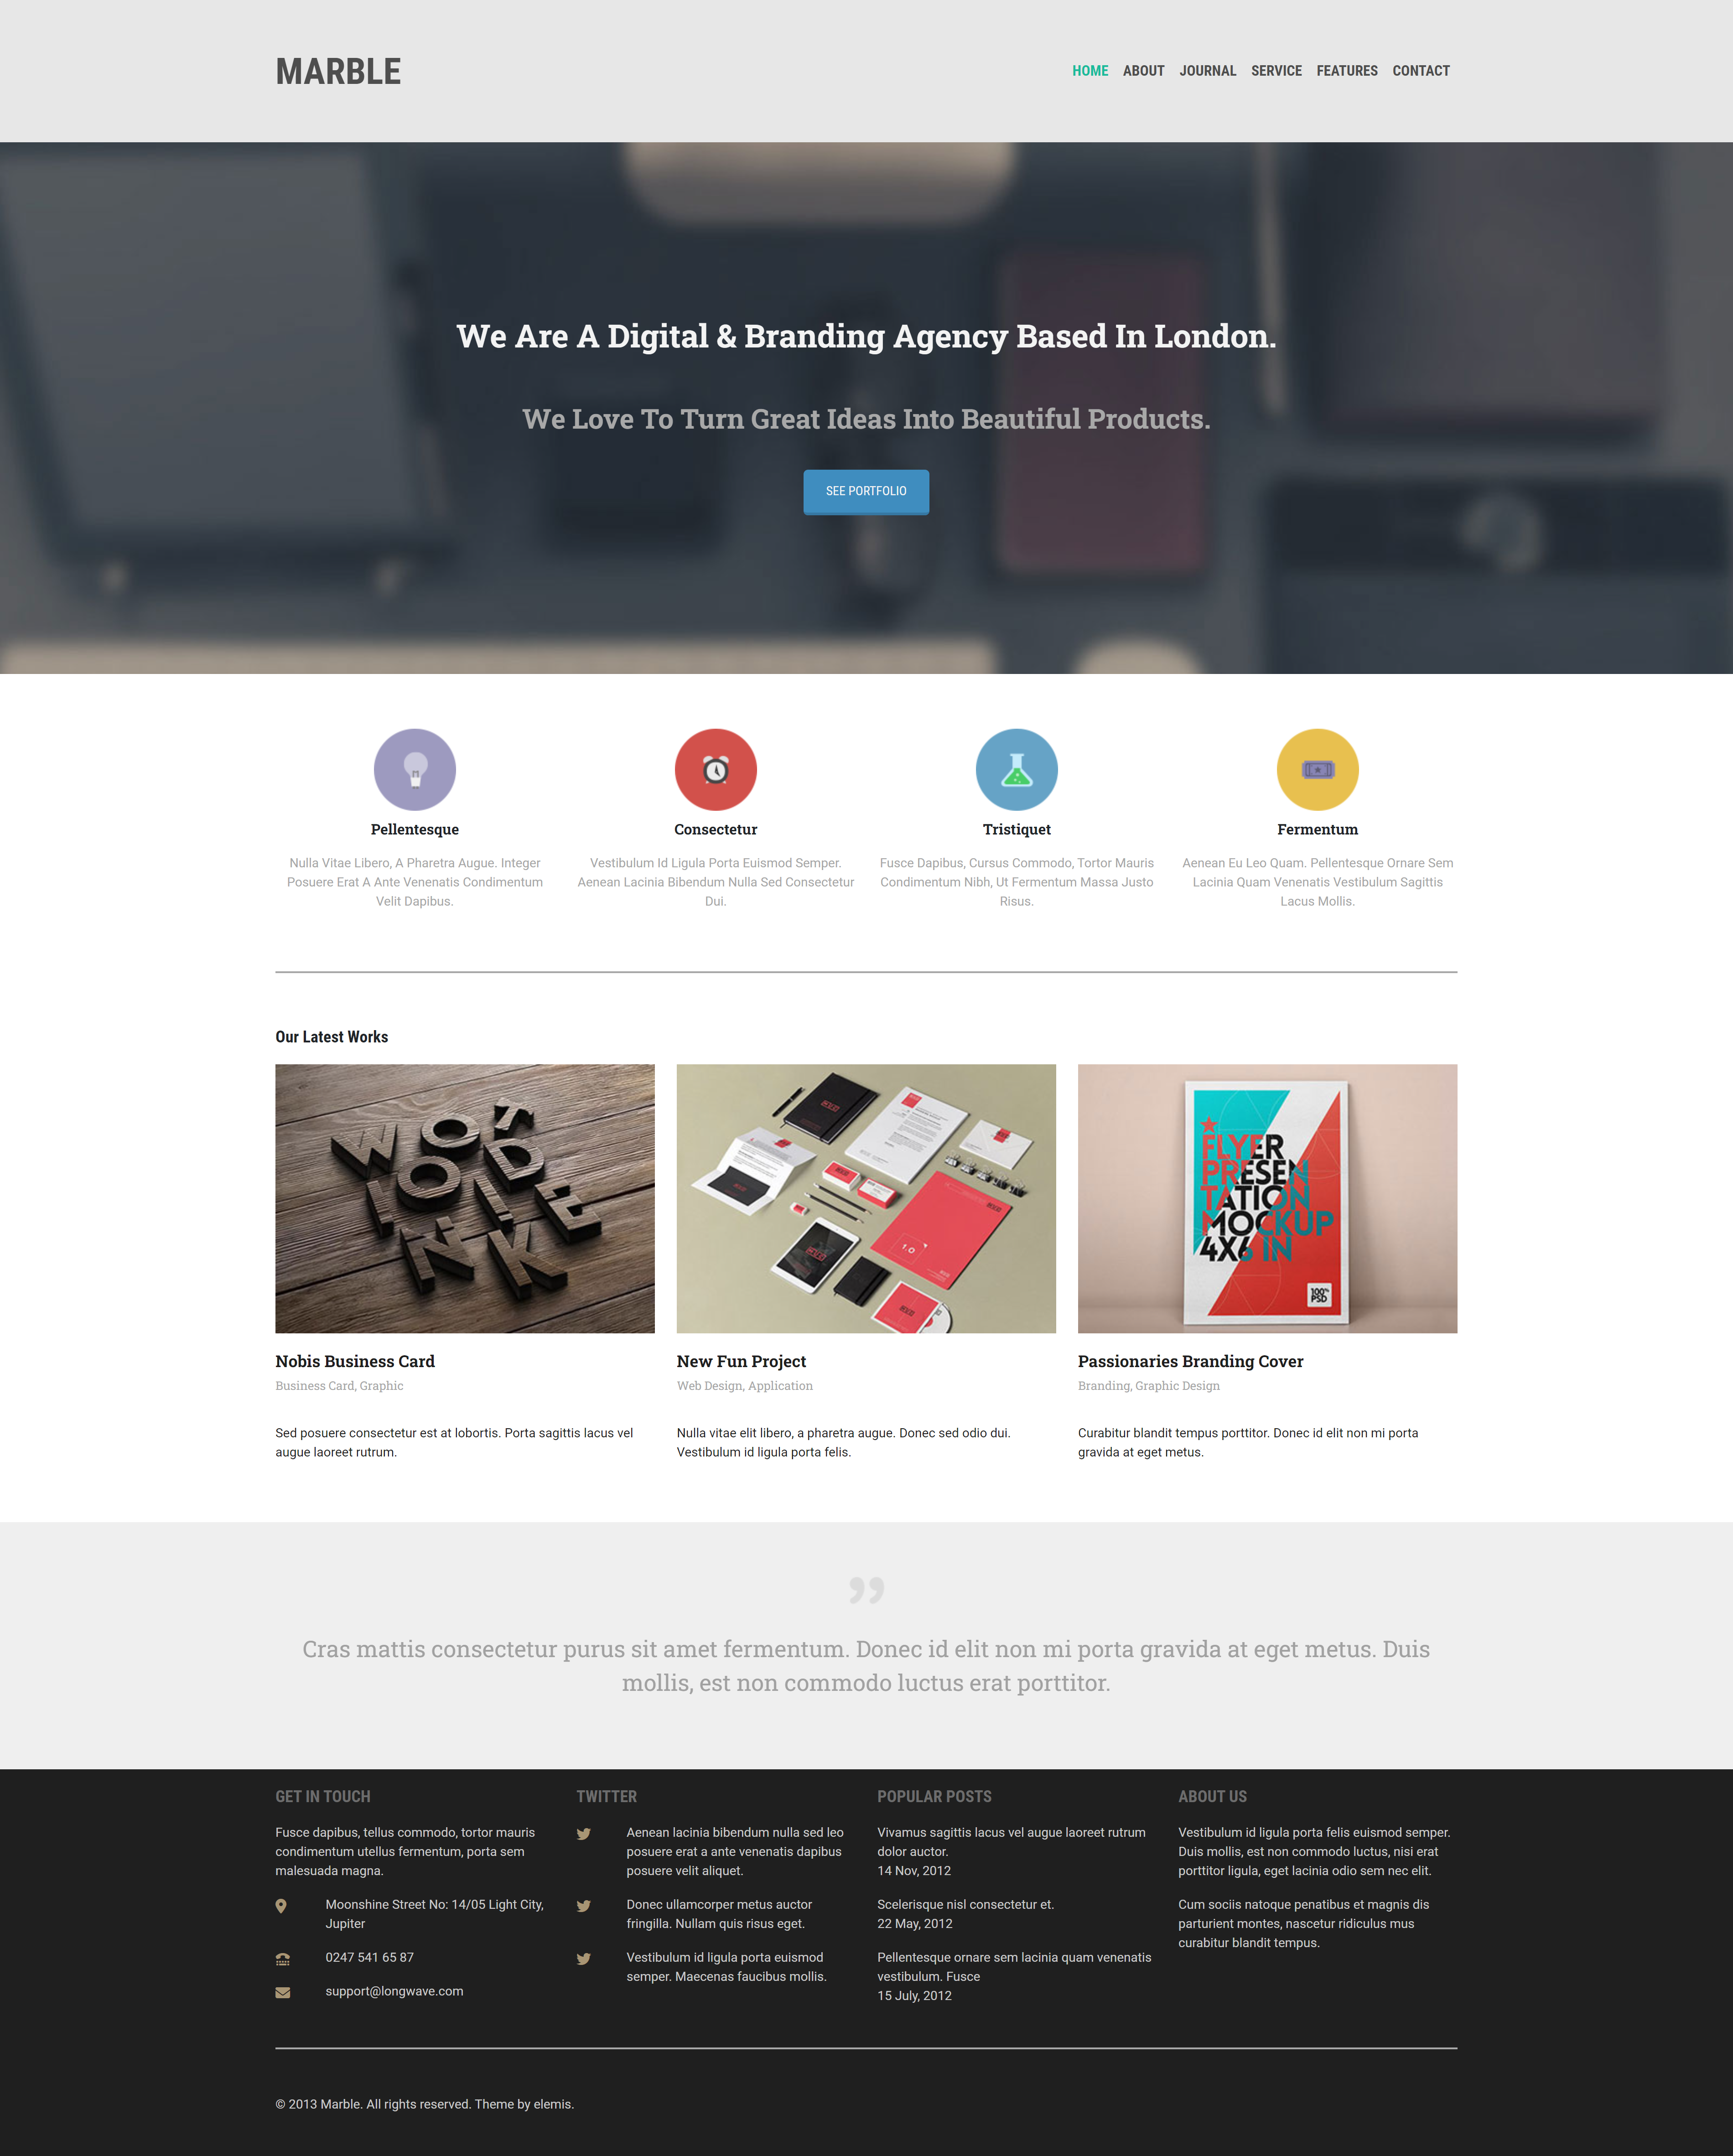 MARBLE
HOME ABOUT JOURNAL SERVICE FEATURES CONTACT
We Are A Digital & Branding Agency Based In London.
We Love To Turn Great Ideas Into Beautiful Products.
SEE PORTFOLIO
Pellentesque
Nulla Vitae Libero, A Pharetra Augue. Integer
Posuere Erat A Ante Venenatis Condimentum
Velit Dapibus.
Consectetur
Vestibulum Id Ligula Porta Euismod Semper.
Aenean Lacinia Bibendum Nulla Sed Consectetur
Dui.
Tristiquet
Fusce Dapibus, Cursus Commodo, Tortor Mauris
Condimentum Nibh, Ut Fermentum Massa Justo
Risus.
Fermentum
Aenean Eu Leo Quam. Pellentesque Ornare Sem
Lacinia Quam Venenatis Vestibulum Sagittis
Lacus Mollis.
Our Latest Works
FLYER
PRESEN
TATION
MOCKUP
4X6 IN
100%
PSD
Nobis Business Card
Business Card, Graphic
Sed posuere consectetur est at lobortis. Porta sagittis lacus vel
augue laoreet rutrum.
New Fun Project
Web Design, Application
Nulla vitae elit libero, a pharetra augue. Donec sed odio dui.
Vestibulum id ligula porta felis.
Passionaries Branding Cover
Branding, Graphic Design
Curabitur blandit tempus porttitor. Donec id elit non mi porta
gravida at eget metus.
Cras mattis consectetur purus sit amet fermentum. Donec id elit non mi porta gravida at eget metus. Duis
mollis, est non commodo luctus erat porttitor.
GET IN TOUCH
Fusce dapibus, tellus commodo, tortor mauris
condimentum utellus fermentum, porta sem
malesuada magna.
Moonshine Street No: 14/05 Light City,
Jupiter
0247 541 65 87
support@longwave.com
TWITTER
Aenean lacinia bibendum nulla sed leo
posuere erat a ante venenatis dapibus
posuere velit aliquet.
Donec ullamcorper metus auctor
fringilla. Nullam quis risus eget.
Vestibulum id ligula porta euismod
semper. Maecenas faucibus mollis.
POPULAR POSTS
Vivamus sagittis lacus vel augue laoreet rutrum
dolor auctor.
14 Nov, 2012
Scelerisque nisl consectetur et.
22 May, 2012
Pellentesque ornare sem lacinia quam venenatis
vestibulum. Fusce
15 July, 2012
ABOUT US
Vestibulum id ligula porta felis euismod semper.
Duis mollis, est non commodo luctus, nisi erat
porttitor ligula, eget lacinia odio sem nec elit.
Cum sociis natoque penatibus et magnis dis
parturient montes, nascetur ridiculus mus
curabitur blandit tempus.
© 2013 Marble. All rights reserved. Theme by elemis.